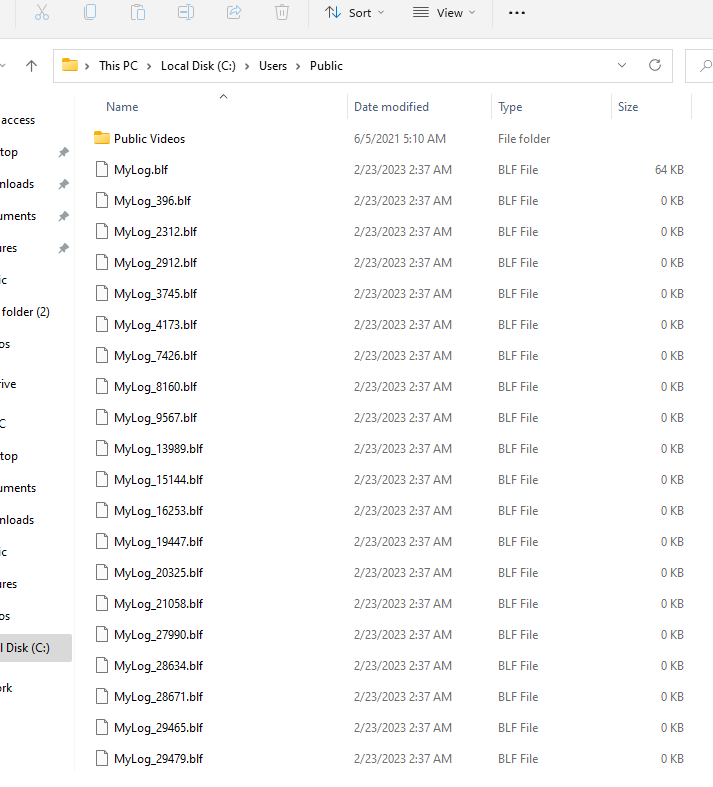 Sort View
This PC Local Disk (C:) Users Public
Name Date modified Type Size
access
top
nloads
uments
ures
ic
folder (2)
os
rive
C
top
uments
nloads
ic
ures
os
l Disk (C:)
ork
Public Videos 6/5/2021 5:10 AM File folder
MyLog.blf 2/23/2023 2:37 AM BLF File 64 KB
MyLog_396.blf 2/23/2023 2:37 AM BLF File 0 KB
MyLog_2312.blf 2/23/2023 2:37 AM BLF File 0 KB
MyLog_2912.blf 2/23/2023 2:37 AM BLF File 0 KB
MyLog_3745.blf 2/23/2023 2:37 AM BLF File 0 KB
MyLog_4173.blf 2/23/2023 2:37 AM BLF File 0 KB
MyLog_7426.blf 2/23/2023 2:37 AM BLF File 0 KB
MyLog_8160.blf 2/23/2023 2:37 AM BLF File 0 KB
MyLog_9567.blf 2/23/2023 2:37 AM BLF File 0 KB
MyLog_13989.blf 2/23/2023 2:37 AM BLF File 0 KB
MyLog_15144.blf 2/23/2023 2:37 AM BLF File 0 KB
MyLog_16253.blf 2/23/2023 2:37 AM BLF File 0 KB
MyLog_19447.blf 2/23/2023 2:37 AM BLF File 0 KB
MyLog_20325.blf 2/23/2023 2:37 AM BLF File 0 KB
MyLog_21058.blf 2/23/2023 2:37 AM BLF File 0 KB
MyLog_27990.blf 2/23/2023 2:37 AM BLF File 0 KB
MyLog_28634.blf 2/23/2023 2:37 AM BLF File 0 KB
MyLog_28671.blf 2/23/2023 2:37 AM BLF File 0 KB
MyLog_29465.blf 2/23/2023 2:37 AM BLF File 0 KB
MyLog_29479.blf 2/23/2023 2:37 AM BLF File 0 KB